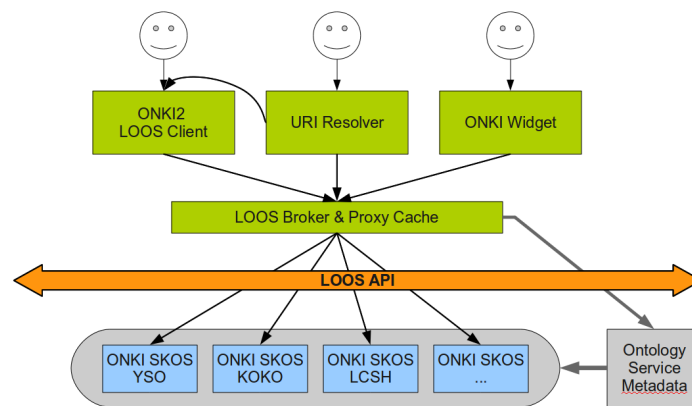 ONKI2
LOOS Client
URI Resolver
ONKI Widget
LOOS Broker & Proxy Cache
LOOS API
ONKI SKOS
YSO
ONKI SKOS
KOKO
ONKI SKOS
LCSH
ONKI SKOS
...
Ontology
Service
Metadata